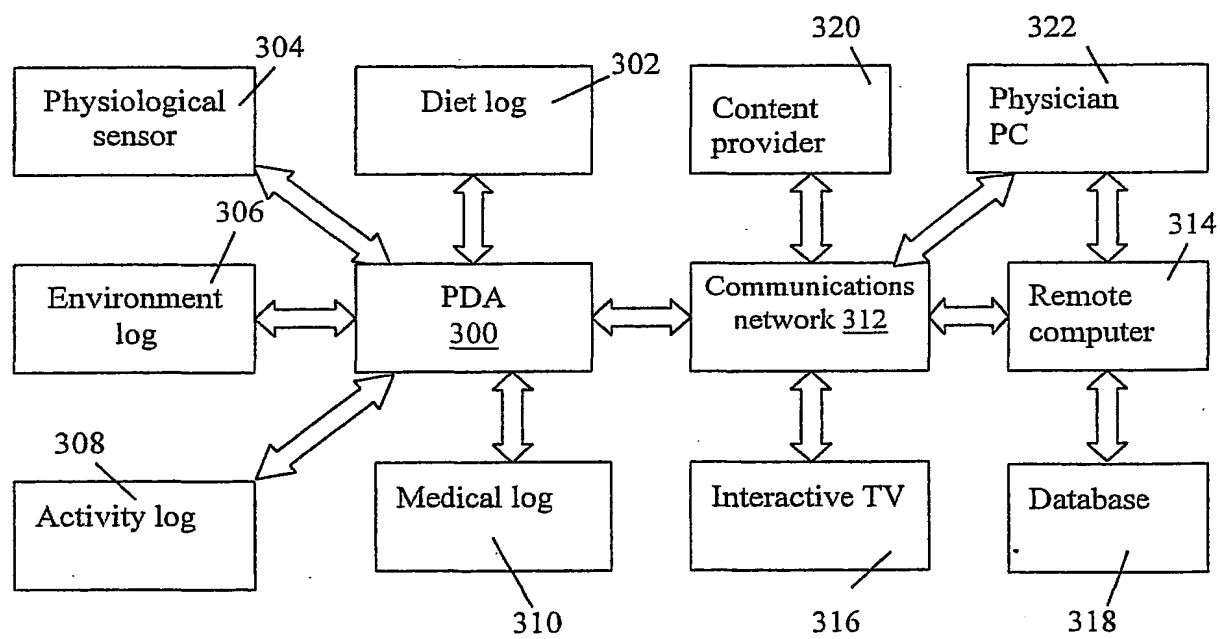 304
302
320
322
Physiological
sensor
Diet log
Content
provider
Physician
PC
306
314
Environment
log
PDA
300
Communications
network 312
Remote
computer
308
Activity log
Medical log
Interactive TV
Database
310
316
318